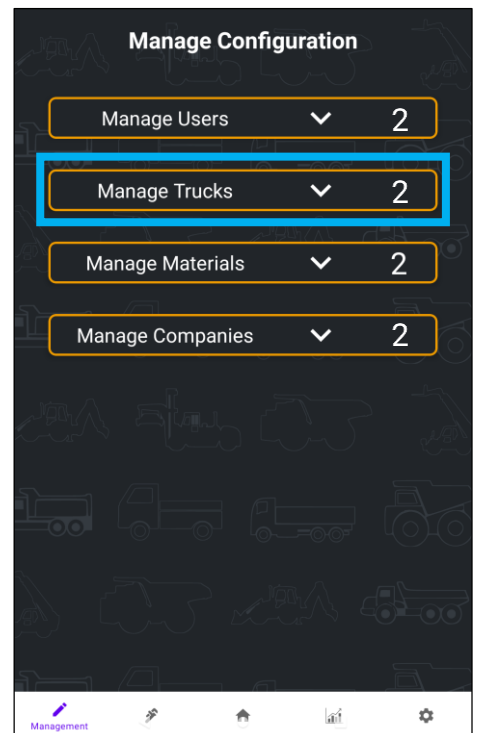 Manage Configuration
Manage Users 2
Manage Trucks 2
Manage Materials 2
Manage Companies 2
Management